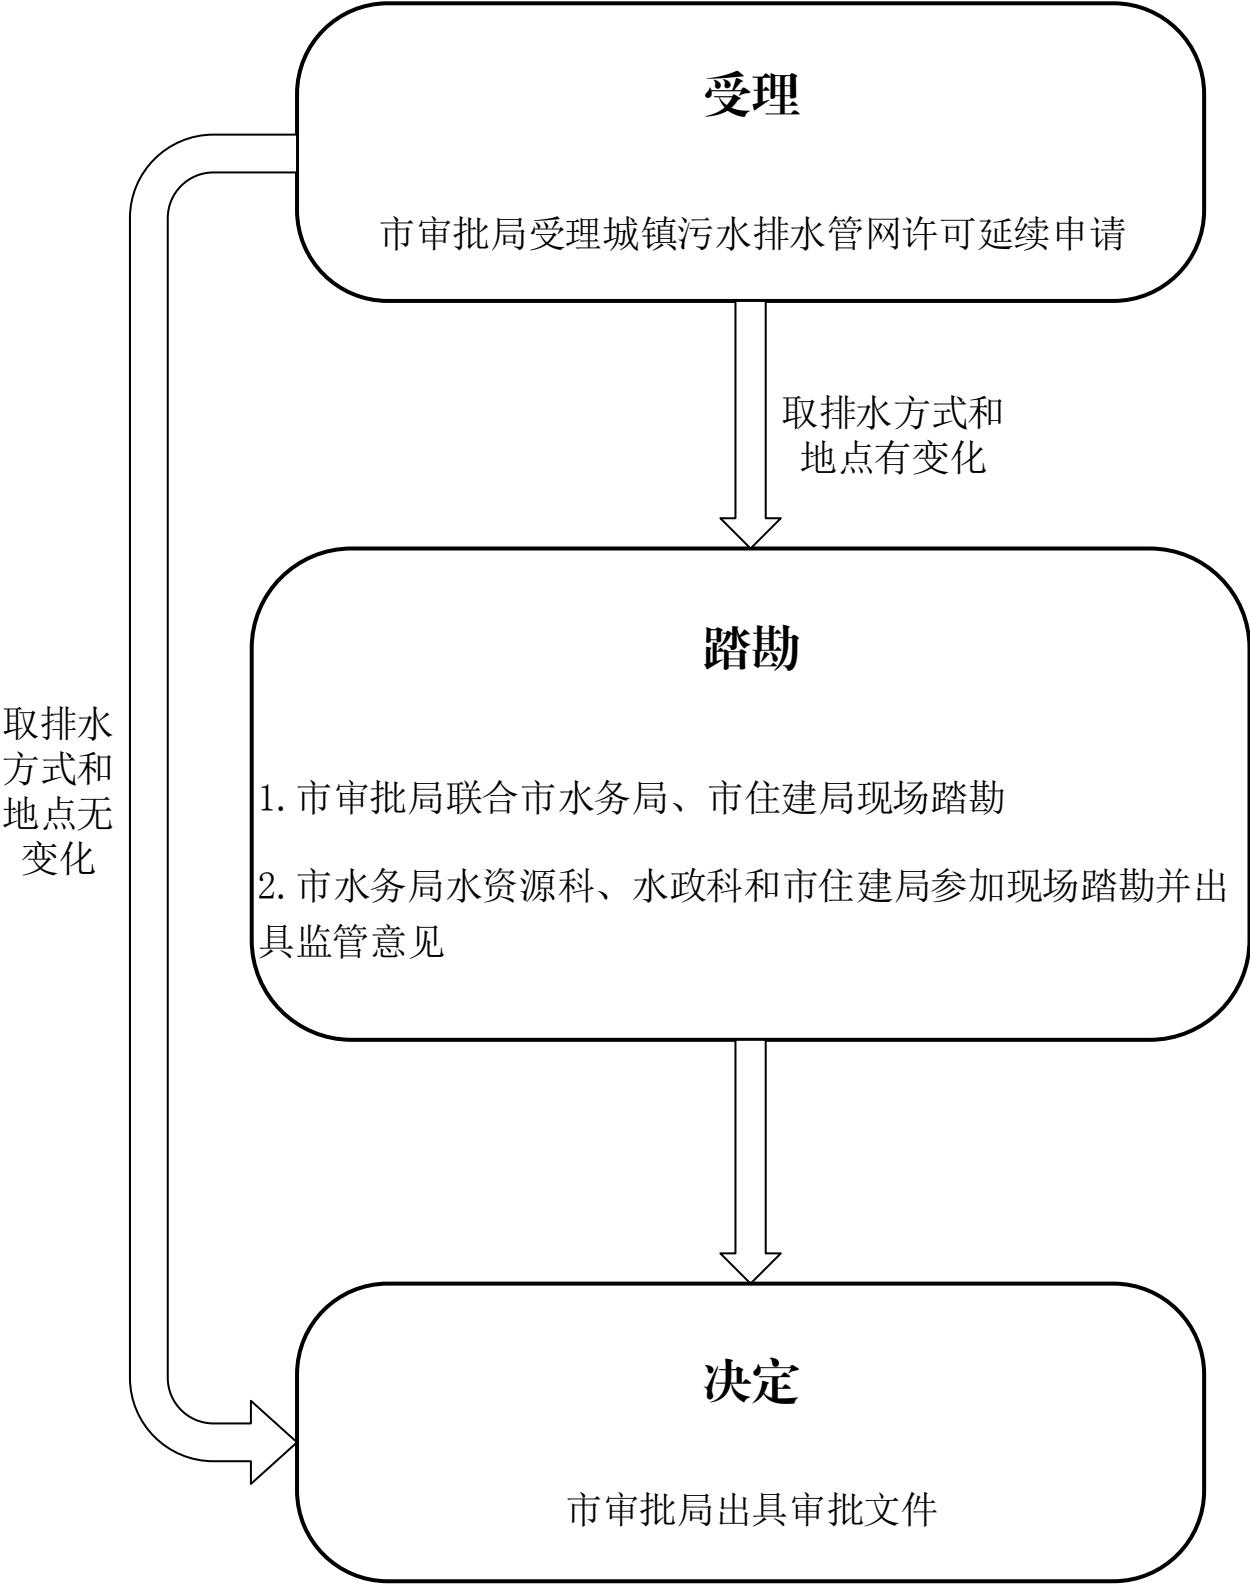 受理
市审批局受理城镇污水排水管网许可延续申请
取排水方式和
地点有变化
踏勘
1.市审批局联合市水务局、市住建局现场踏勘
2.市水务局水资源科、水政科和市住建局参加现场踏勘并出
具监管意见
取排水
方式和
地点无
变化
决定
市审批局出具审批文件